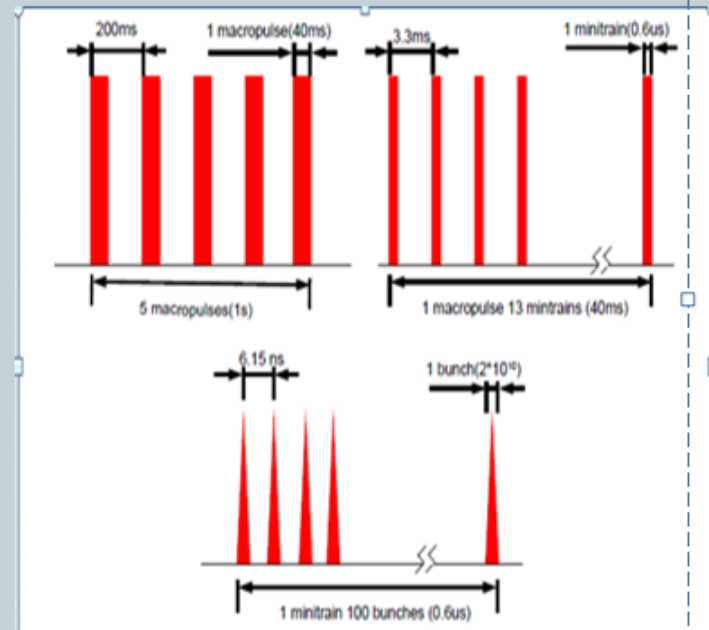 200ms
1 macropulse(40ms)
3.3ms
1 minitrain(0.6us)
5 macropulses(1s)
1 macropulse 13 mintrains (40ms)
6.15 ns
1 bunch(2*10¹⁰)
1 minitrain 100 bunches (0.6us)